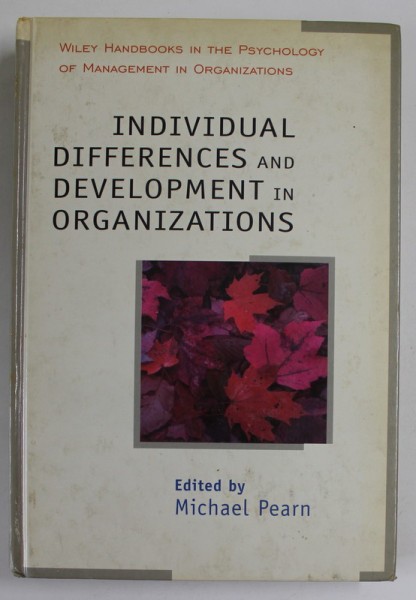 Wiley Handbooks in the Psychology
of Management in Organizations
INDIVIDUAL
DIFFERENCES AND
DEVELOPMENT IN
ORGANIZATIONS
Edited by
Michael Pearn